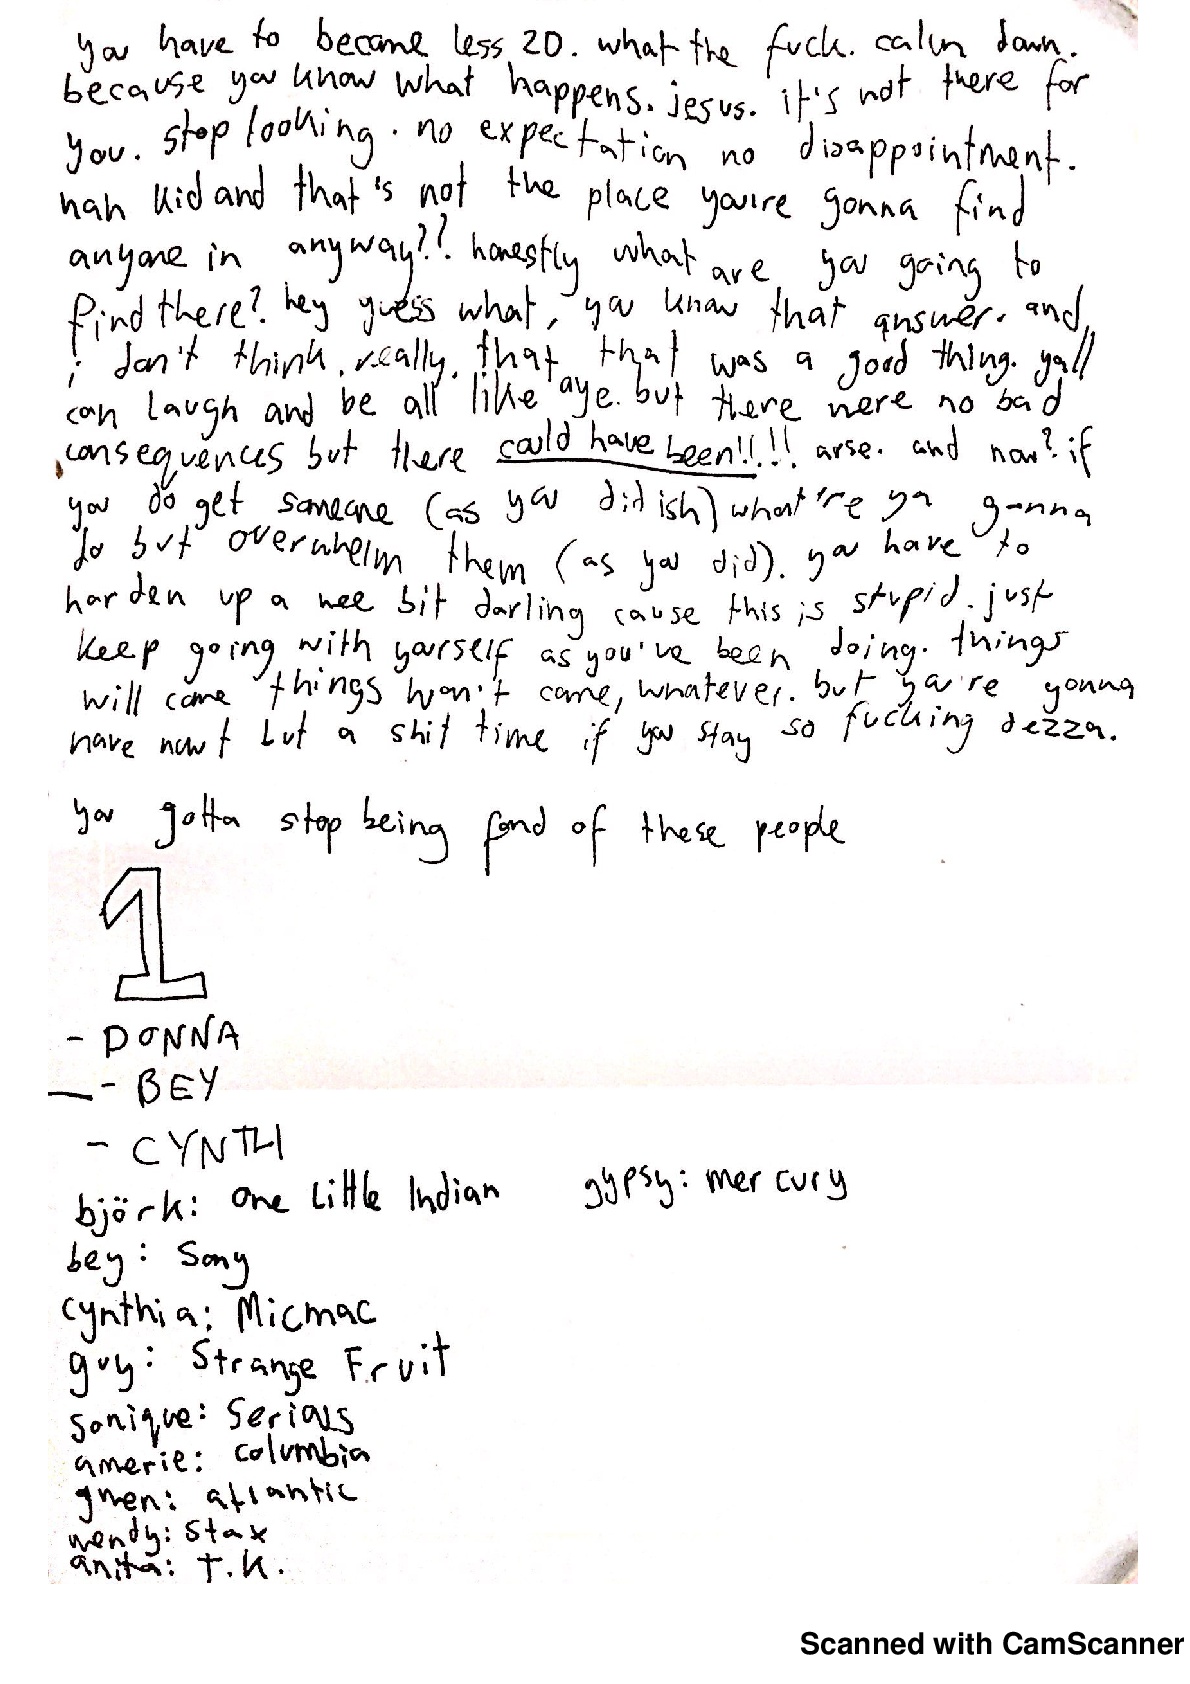 you have to become less 20. what the fuck. calm down.
because you know what happens. jesus. it's not there for
you. stop looking. no expectation no disappointment.
nah kid and that's not the place you're gonna find
anyone in anyway?? honestly what are you going to
find there? hey guess what, you know that answer. and,
i don't think, really, that that was a good thing. yall
can laugh and be all like aye. but there were no bad
consequences but there could have been!!!! arse. and now? if
you do get someone (as you did ish) what're ya gonna
do but overwhelm them (as you did). you have to
harden up a wee bit darling cause this is stupid. just
keep going with yourself as you've been doing. things
will come things won't come, whatever. but you're gonna
have nowt but a shit time if you stay so fucking dezza.
you gotta stop being fond of these people
1
- DONNA
- BEY
- CYNTH
björk: one Little Indian gypsy: mercury
bey: Sony
cynthia: Micmac
guy: Strange Fruit
sonique: Serious
amerie: columbia
gwen: atlantic
wendy: Stax
anita: T.K.
Scanned with CamScanner